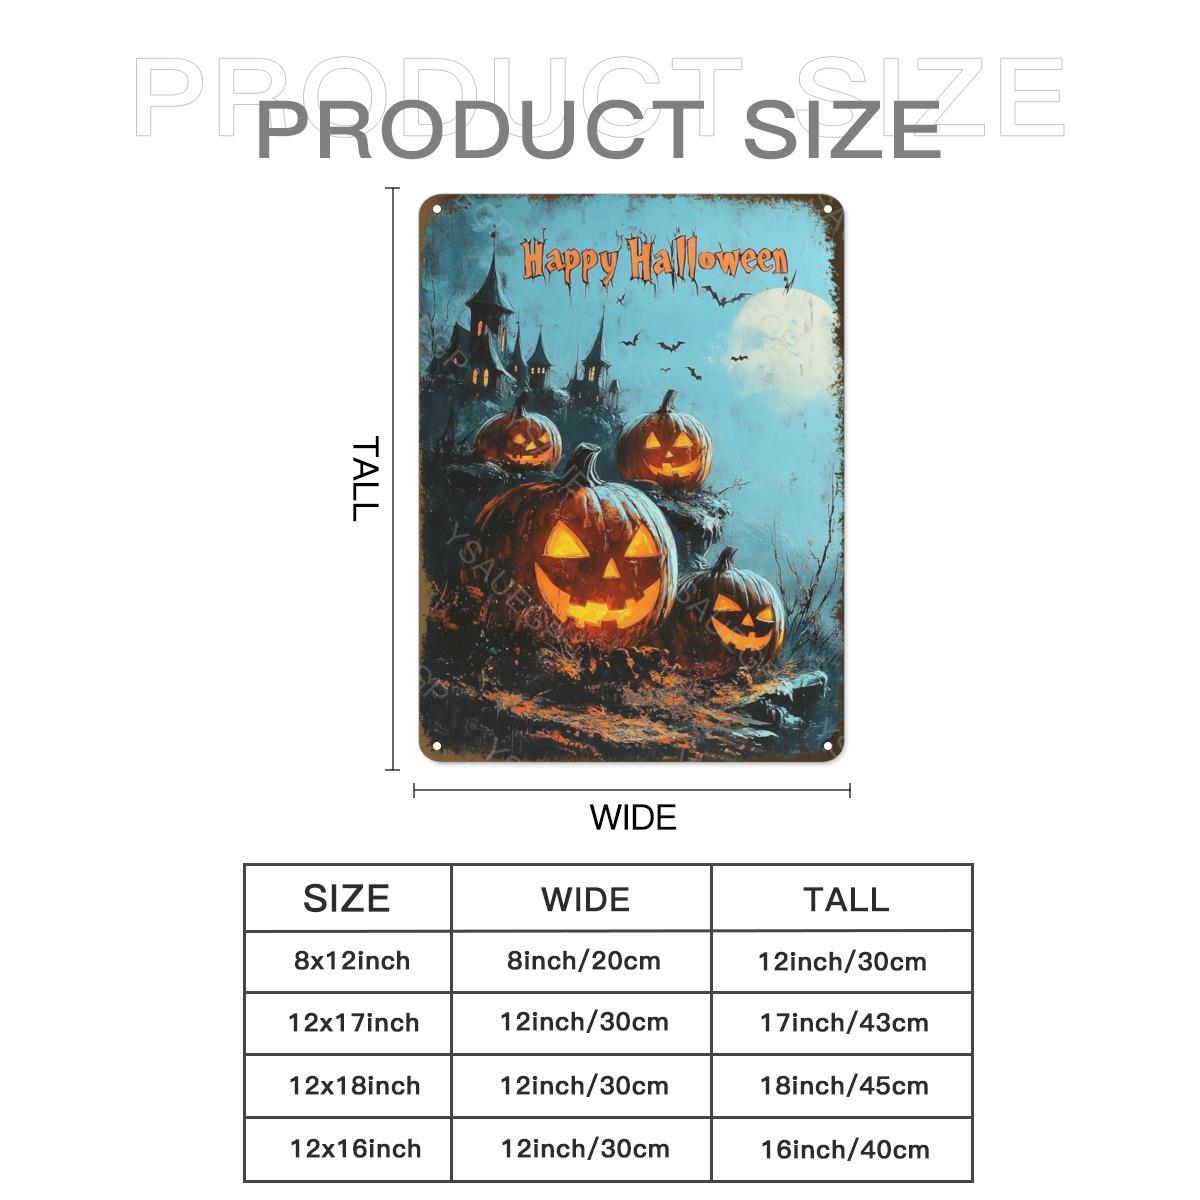 PRODUCT SIZE
PRODUCT SIZE
Happy Halloween
TALL
YSAUEGP
WIDE
SIZE WIDE TALL
8x12inch 8inch/20cm 12inch/30cm
12x17inch 12inch/30cm 17inch/43cm
12x18inch 12inch/30cm 18inch/45cm
12x16inch 12inch/30cm 16inch/40cm